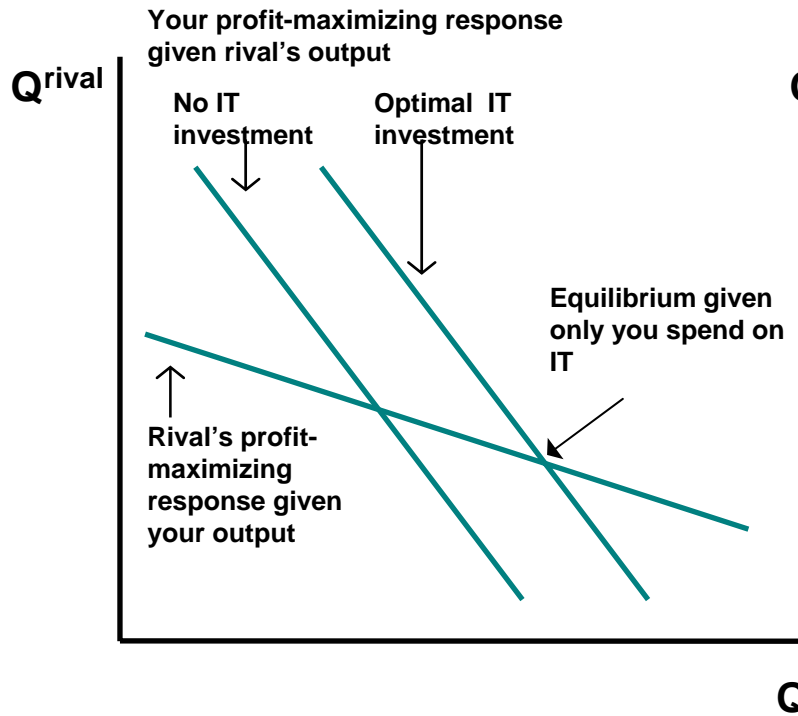 Your profit-maximizing response
given rival's output
Qrival
No IT
investment
Optimal IT
investment
Equilibrium given
only you spend on
IT
Rival's profit-
maximizing
response given
your output
Q